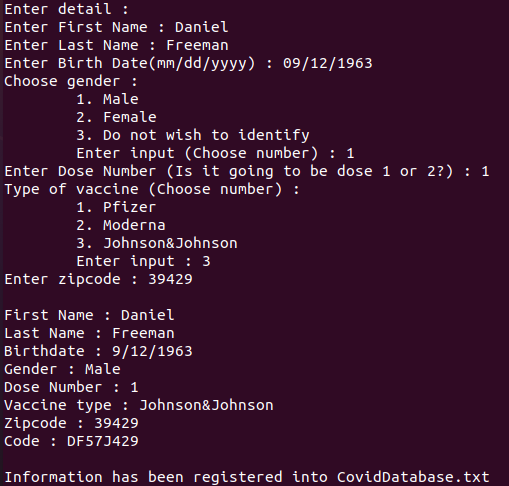 Enter detail :
Enter First Name : Daniel
Enter Last Name : Freeman
Enter Birth Date(mm/dd/yyyy) : 09/12/1963
Choose gender :
        1. Male
        2. Female
        3. Do not wish to identify
        Enter input (Choose number) : 1
Enter Dose Number (Is it going to be dose 1 or 2?) : 1
Type of vaccine (Choose number) :
        1. Pfizer
        2. Moderna
        3. Johnson&Johnson
        Enter input : 3
Enter zipcode : 39429

First Name : Daniel
Last Name : Freeman
Birthdate : 9/12/1963
Gender : Male
Dose Number : 1
Vaccine type : Johnson&Johnson
Zipcode : 39429
Code : DF57J429

Information has been registered into CovidDatabase.txt